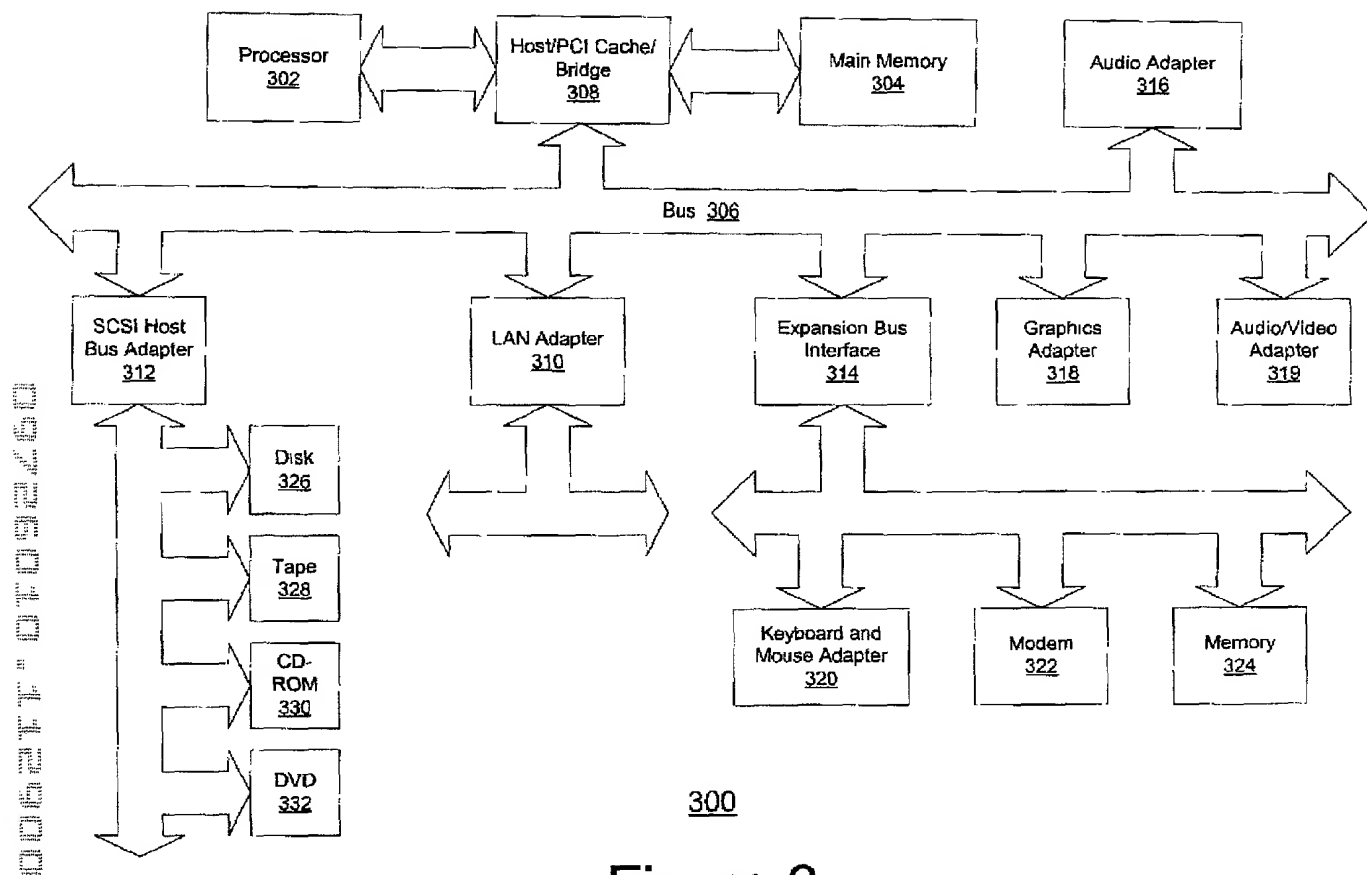 Processor
302
Host/PCI Cache/
Bridge
308
Main Memory
304
Audio Adapter
316
Bus 306
SCSI Host
Bus Adapter
312
LAN Adapter
310
Expansion Bus
Interface
314
Graphics
Adapter
318
Audio/Video
Adapter
319
Disk
326
Tape
328
CD-
ROM
330
DVD
332
Keyboard and
Mouse Adapter
320
Modem
322
Memory
324
300